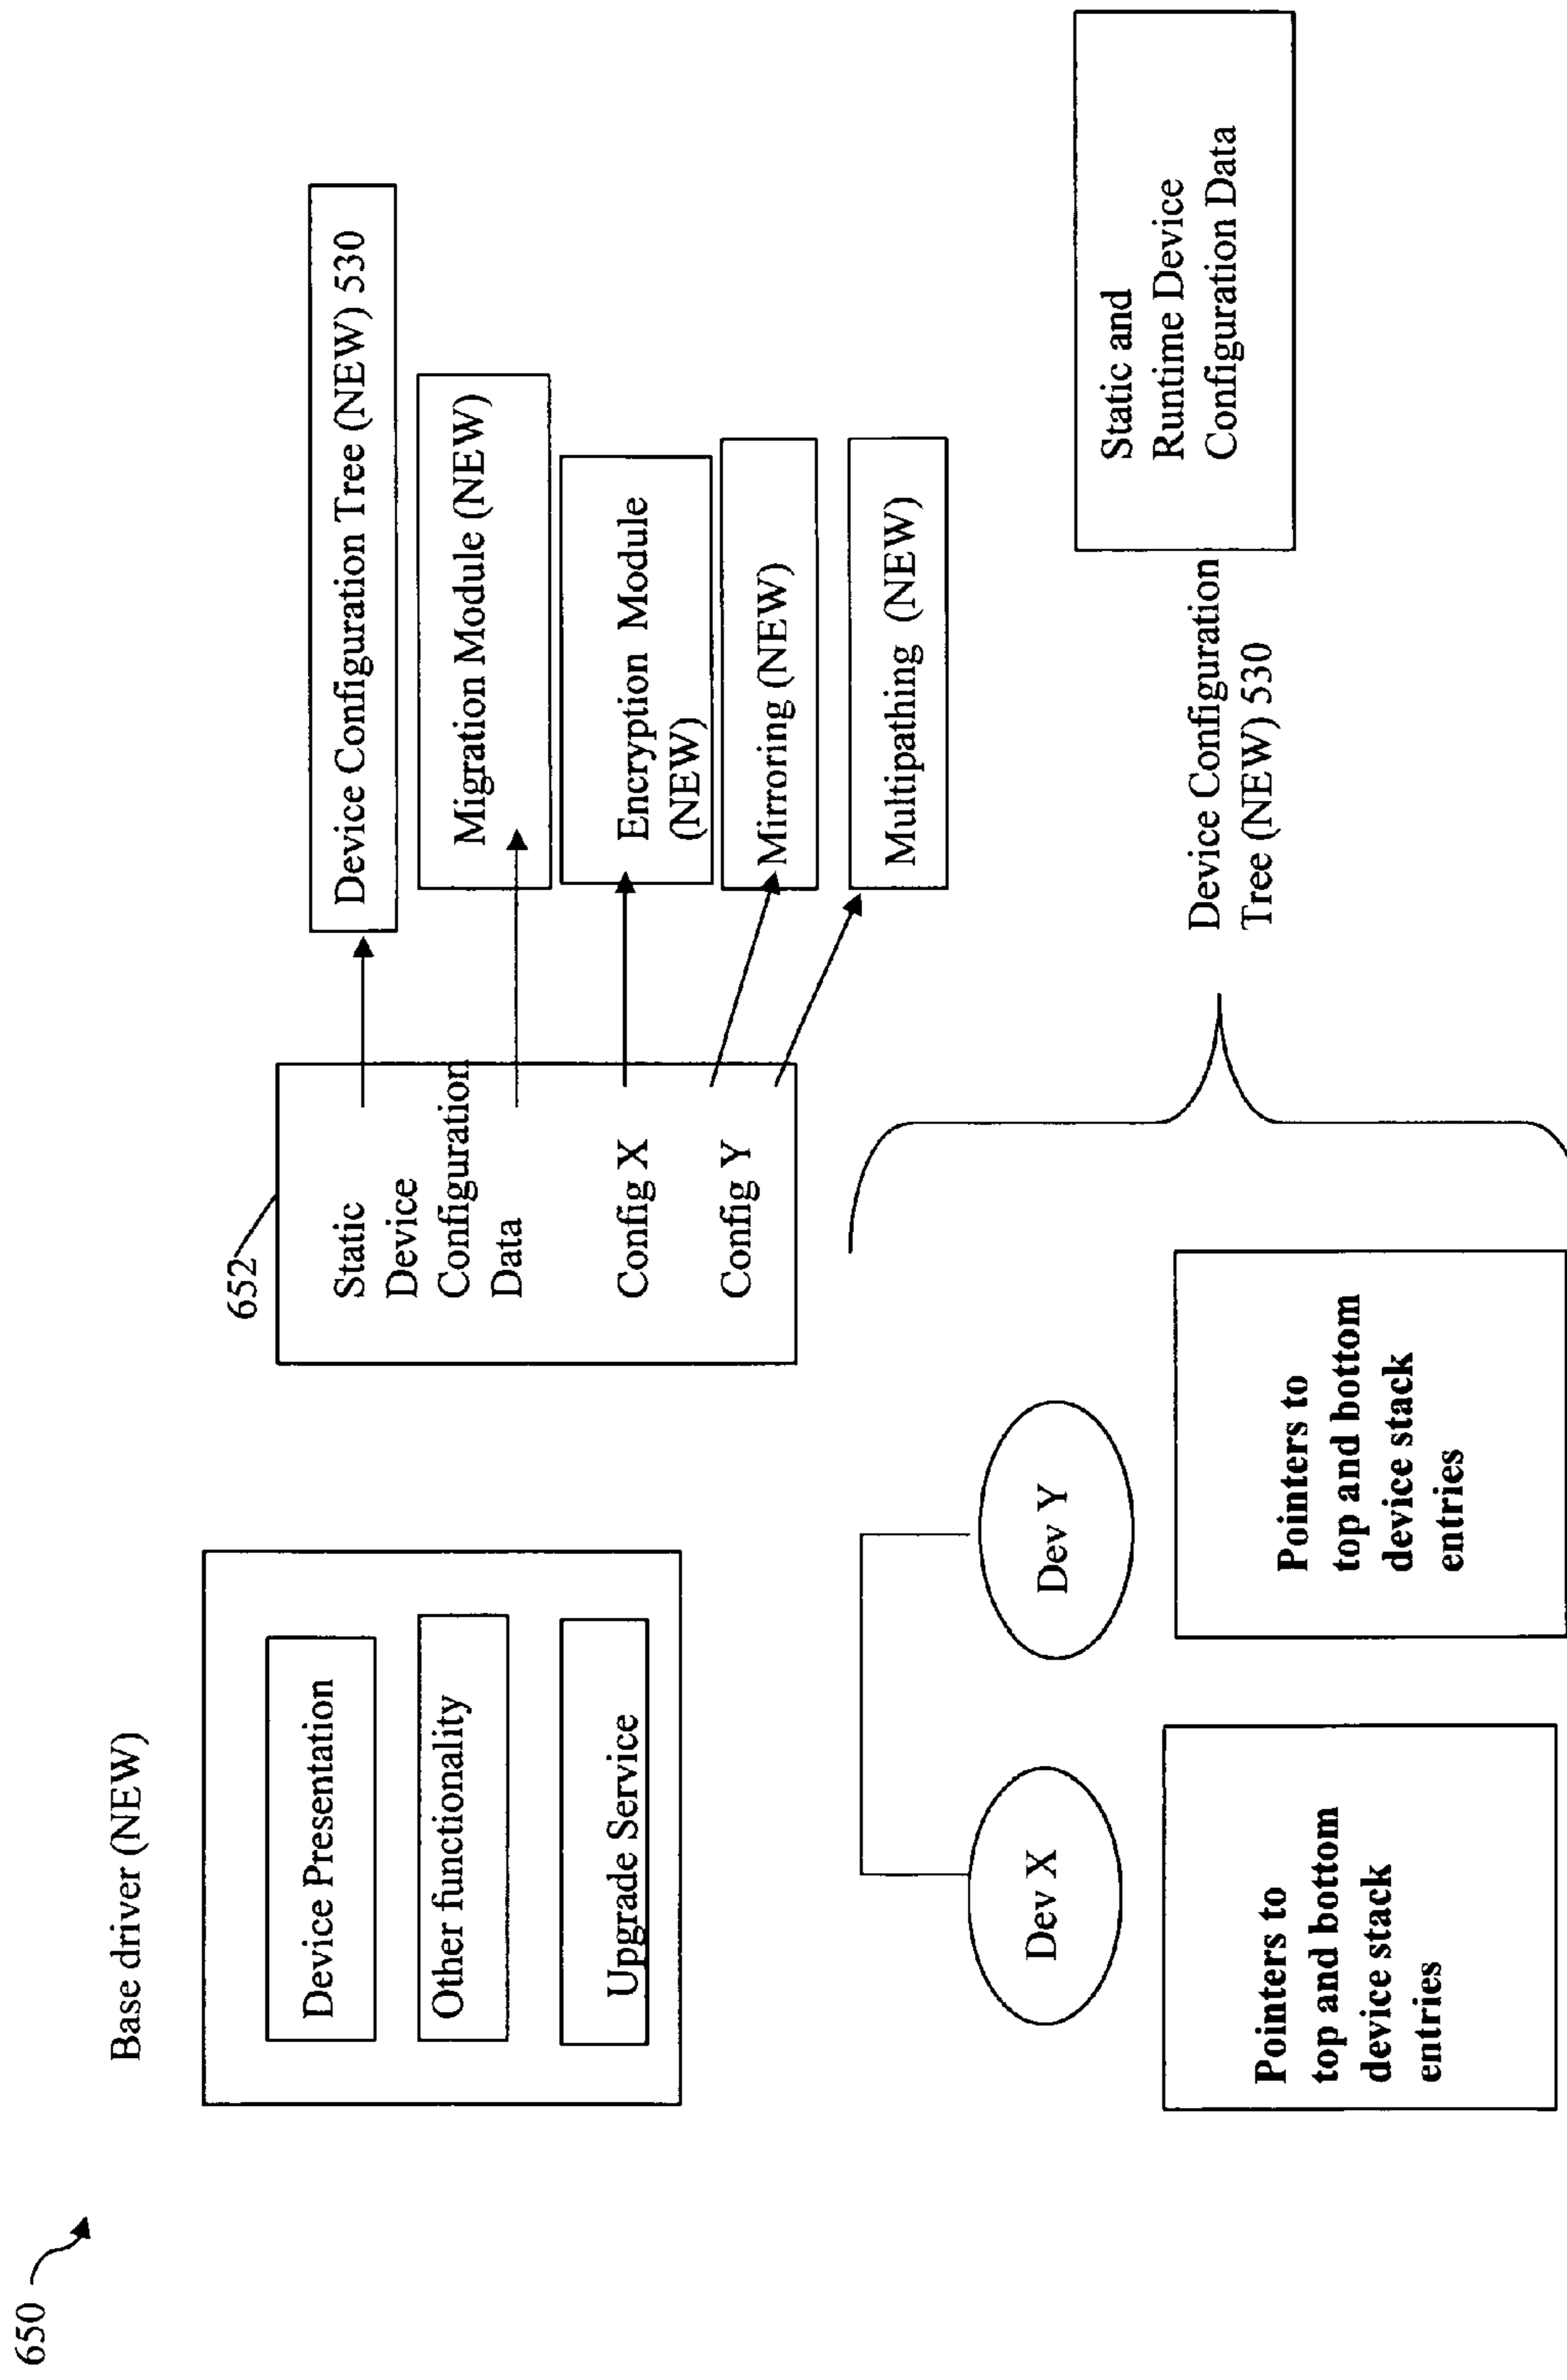 650
Base driver (NEW)
Device Presentation
Other functionality
Upgrade Service
652
Static
Device
Configuration
Data
Config X
Config Y
Device Configuration Tree (NEW) 530
Migration Module (NEW)
Encryption Module
(NEW)
Mirroring (NEW)
Multipathing (NEW)
Dev X
Dev Y
Pointers to
top and bottom
device stack
entries
Pointers to
top and bottom
device stack
entries
Device Configuration
Tree (NEW) 530
Static and
Runtime Device
Configuration Data